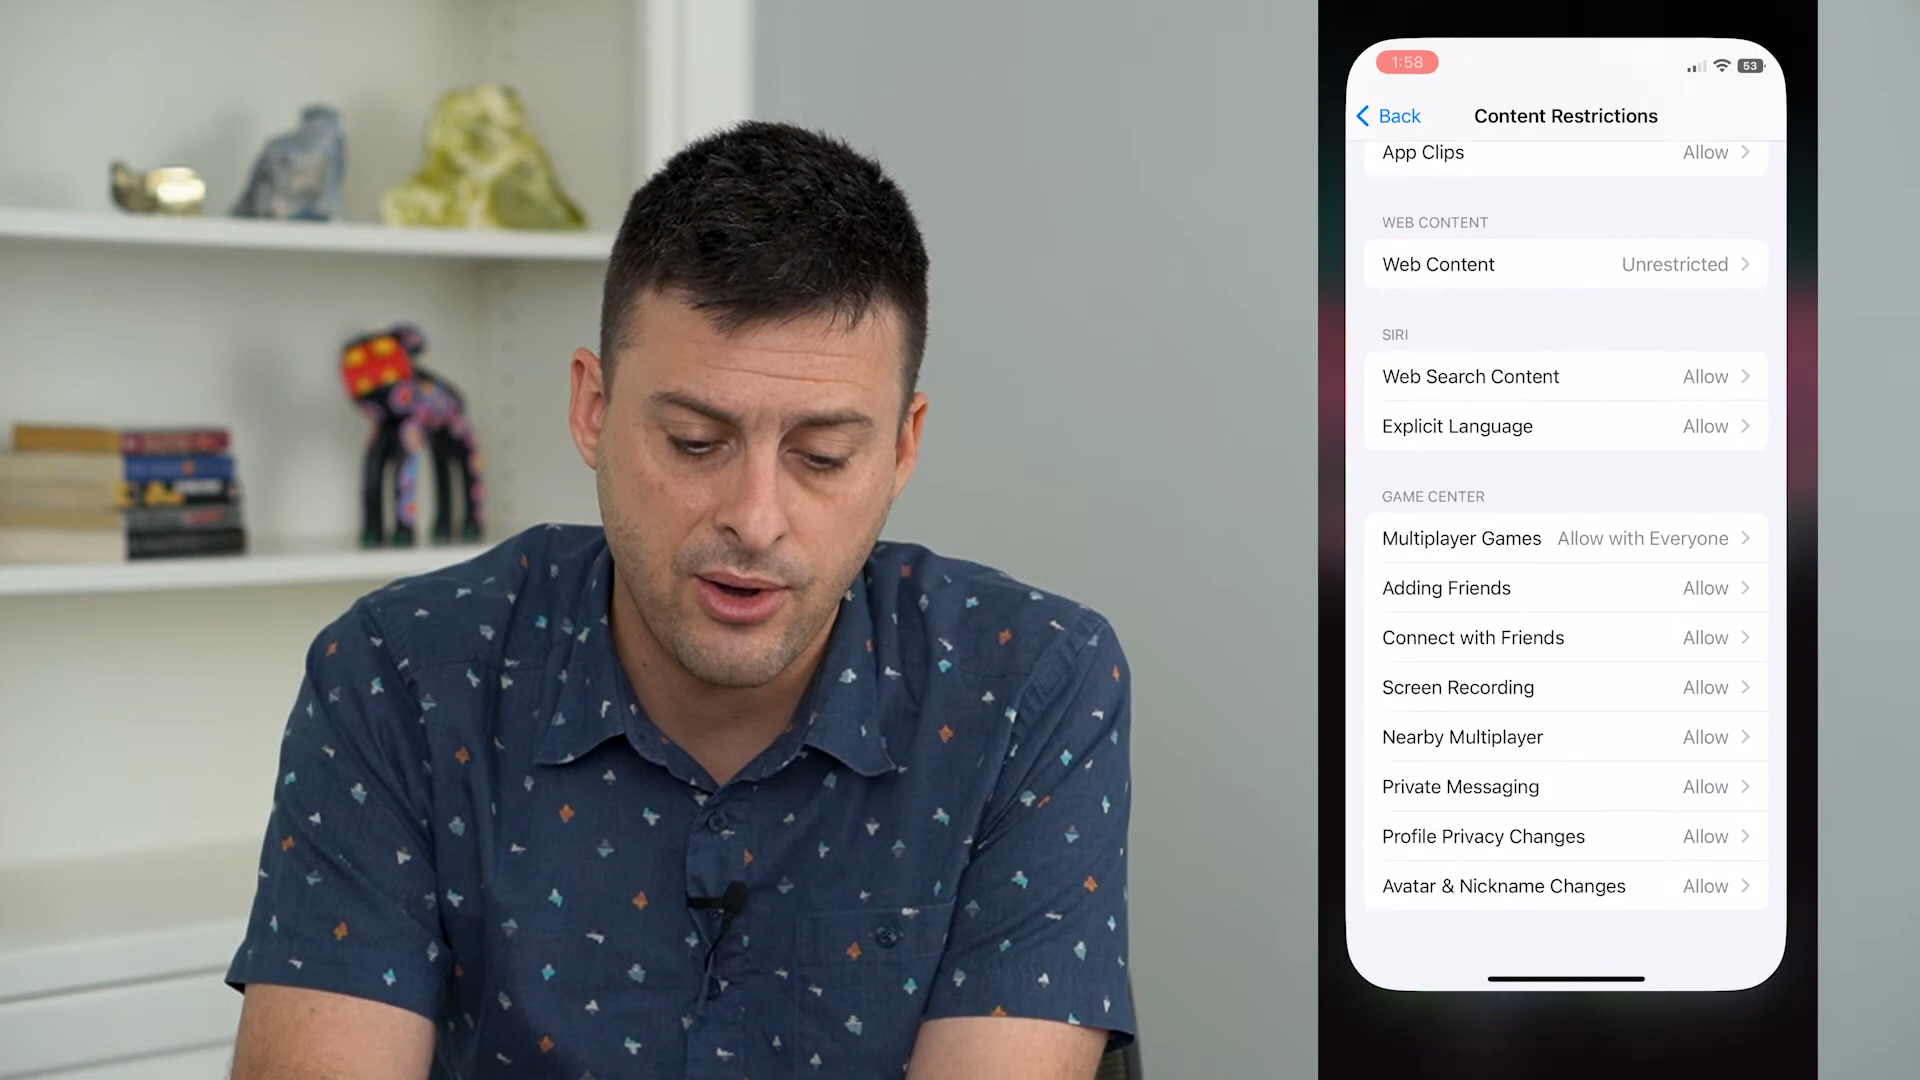 1:58
53
Back
Content Restrictions
App Clips Allow
WEB CONTENT
Web Content Unrestricted
SIRI
Web Search Content Allow
Explicit Language Allow
GAME CENTER
Multiplayer Games Allow with Everyone
Adding Friends Allow
Connect with Friends Allow
Screen Recording Allow
Nearby Multiplayer Allow
Private Messaging Allow
Profile Privacy Changes Allow
Avatar & Nickname Changes Allow